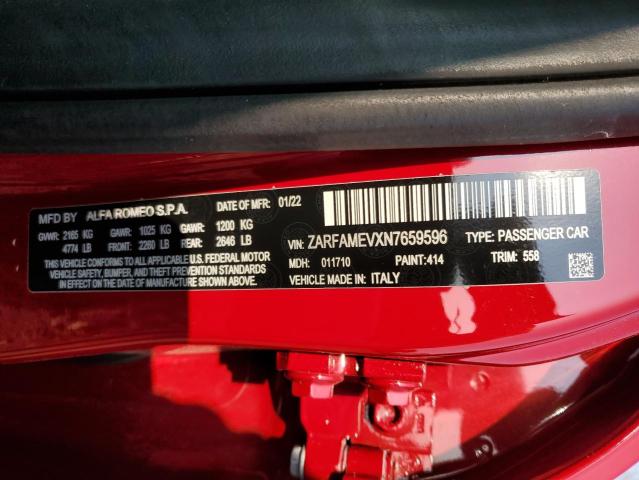 MFD BY ALFA ROMEO S.P.A. DATE OF MFR: 01/22
GVWR: 2165 KG GAWR: 1025 KG GAWR: 1200 KG
4774 LB FRONT: 2260 LB REAR: 2646 LB
THIS VEHICLE CONFORMS TO ALL APPLICABLE U.S. FEDERAL MOTOR
VEHICLE SAFETY, BUMPER, AND THEFT PREVENTION STANDARDS
IN EFFECT ON THE DATE OF MANUFACTURE SHOWN ABOVE.
VIN: ZARFAMEVXN7659596 TYPE: PASSENGER CAR
MDH: 011710 PAINT:414 TRIM: 558
VEHICLE MADE IN: ITALY